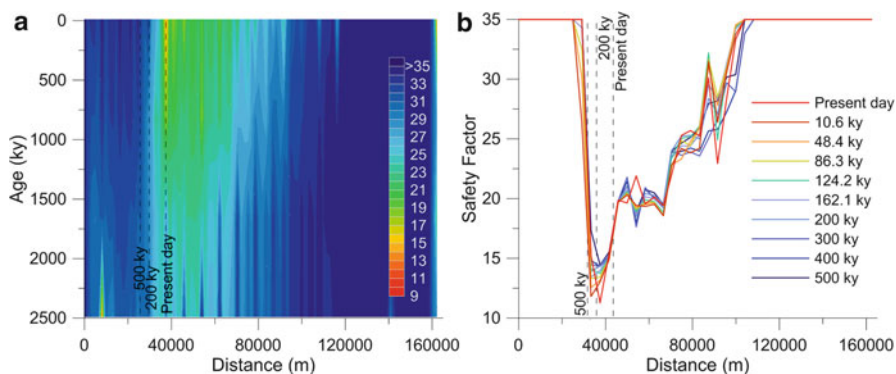 a
Age (ky)
0
500
1000
1500
2000
2500
0
40000
80000
120000
160000
Distance (m)
500 ky
200 ky
Present day
>35
33
31
29
27
25
23
21
19
17
15
13
11
9
b
Safety Factor
35
30
25
20
15
10
0
40000
80000
120000
160000
Distance (m)
500 ky
200 ky
Present day
Present day
10.6 ky
48.4 ky
86.3 ky
124.2 ky
162.1 ky
200 ky
300 ky
400 ky
500 ky